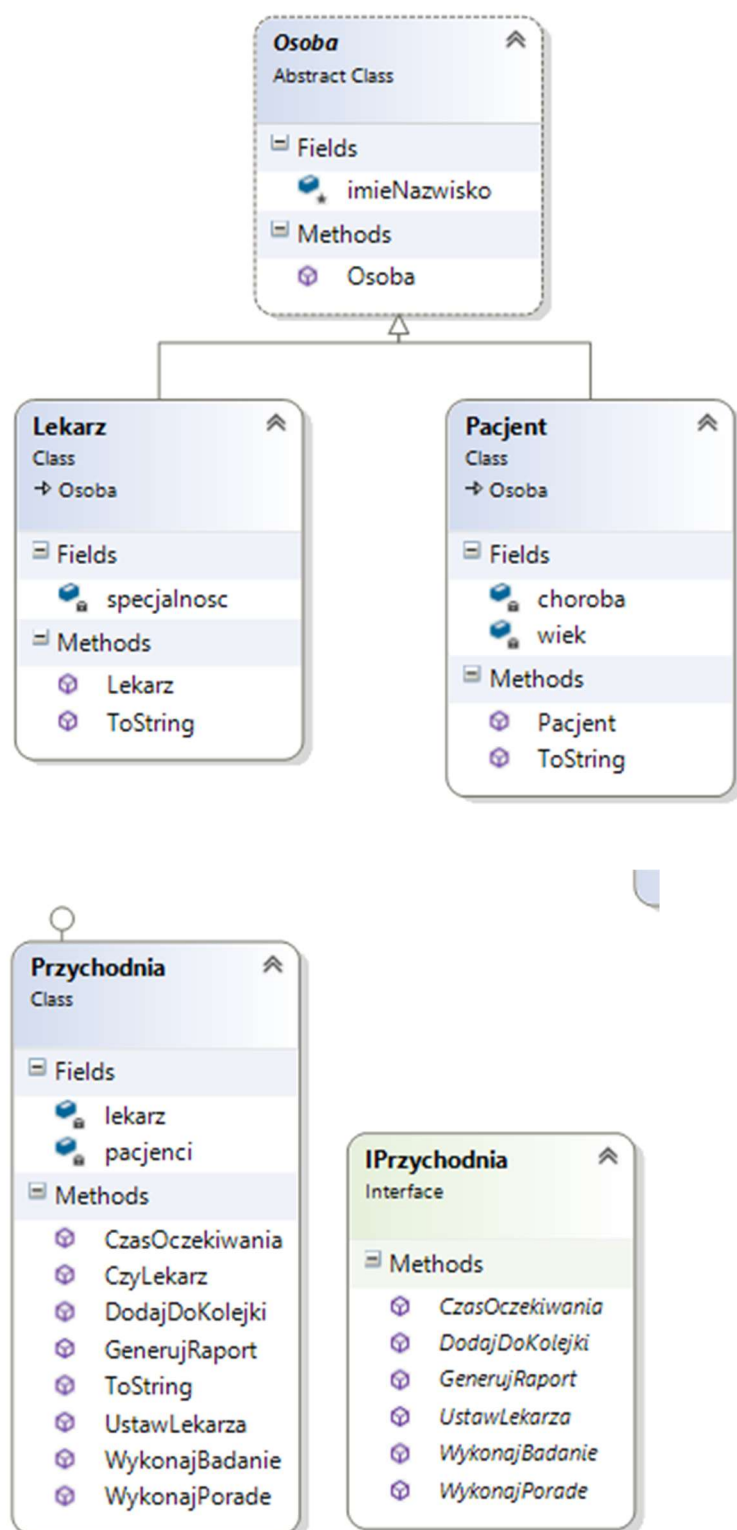 Osoba
Abstract Class
Fields
imieNazwisko
Methods
Osoba
Lekarz
Class
Osoba
Fields
specjalnosc
Methods
Lekarz
ToString
Pacjent
Class
Osoba
Fields
choroba
wiek
Methods
Pacjent
ToString
Przychodnia
Class
Fields
lekarz
pacjenci
Methods
CzasOczekiwania
CzyLekarz
DodajDoKolejki
GenerujRaport
ToString
UstawLekarza
WykonajBadanie
WykonajPorade
IPrzychodnia
Interface
Methods
CzasOczekiwania
DodajDoKolejki
GenerujRaport
UstawLekarza
WykonajBadanie
WykonajPorade